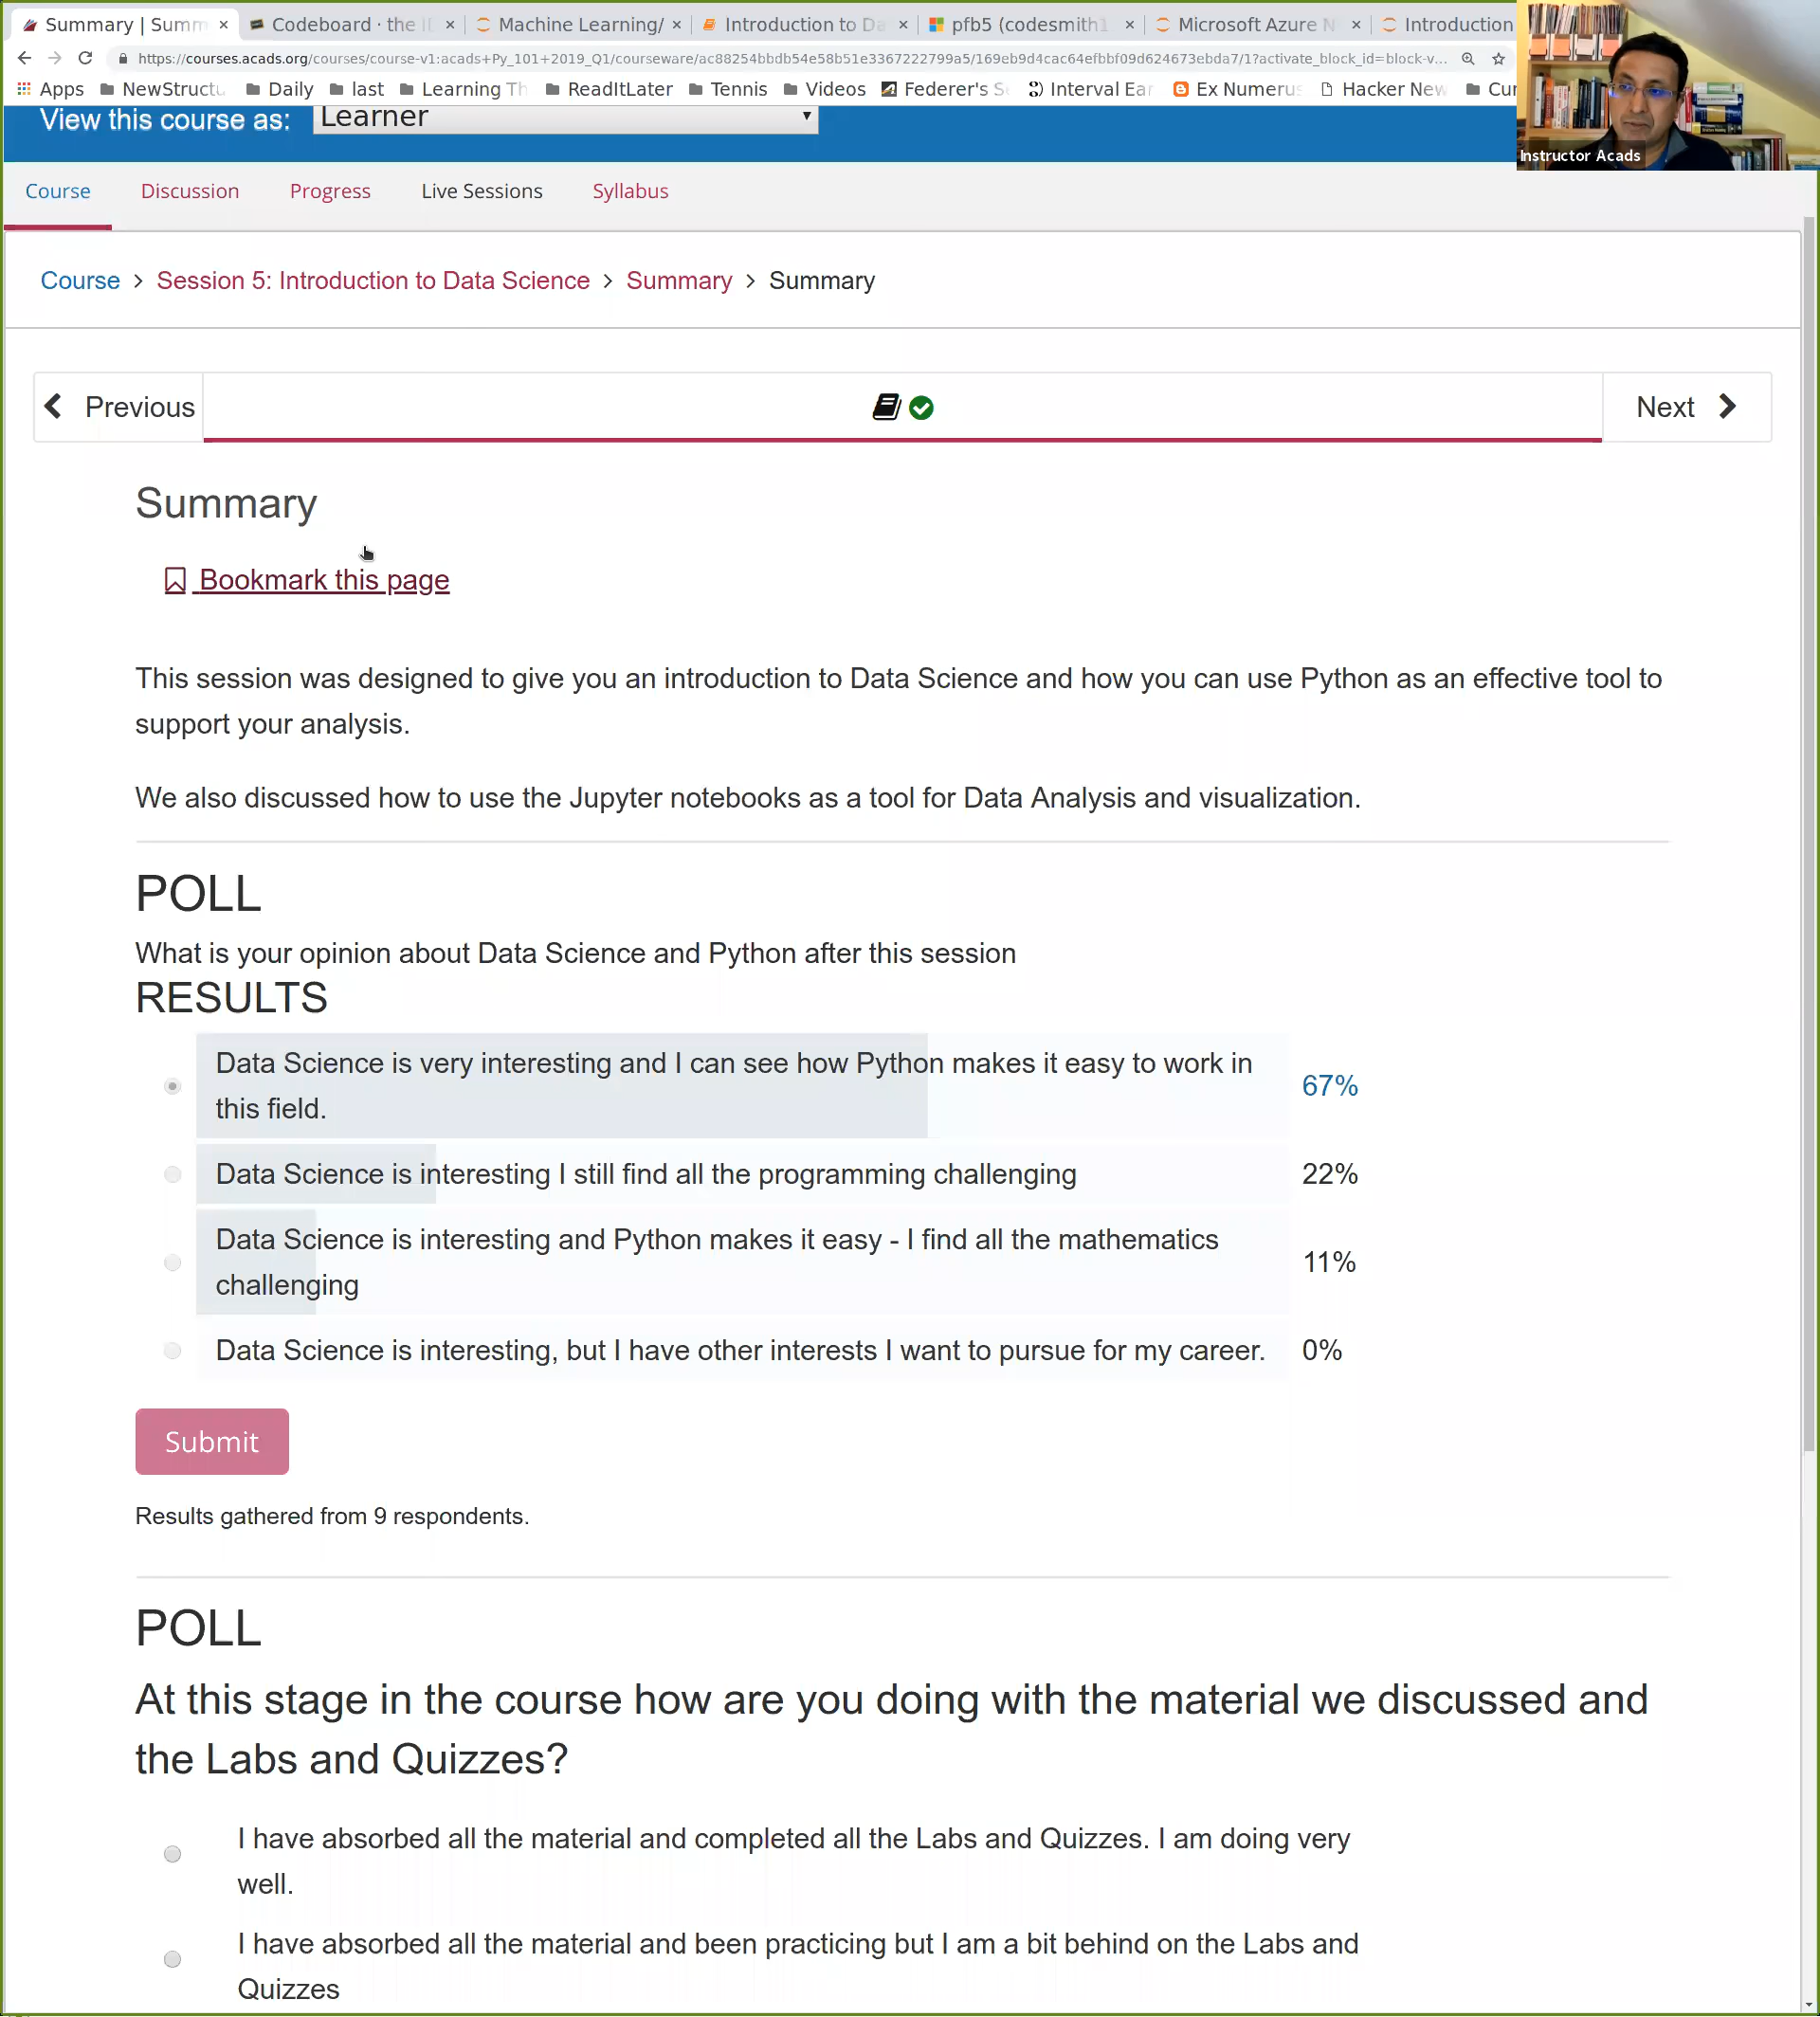 Summary | Summ
Codeboard · the I
Machine Learning/
Introduction to Da
pfb5 (codesmith1
Microsoft Azure N
Introduction
https://courses.acads.org/courses/course-v1:acads+Py_101+2019_Q1/courseware/ac88254bbdb54e58b51e3367222799a5/169eb9d4cac64efbbf09d624673ebda7/1?activate_block_id=block-v...
Apps NewStructu Daily last Learning Th ReadItLater Tennis Videos Federer's S Interval Ear Ex Numerus Hacker New Cur
Instructor Acads
View this course as: Learner
Course Discussion Progress Live Sessions Syllabus
Course > Session 5: Introduction to Data Science > Summary > Summary
Previous
Next
Summary
Bookmark this page
This session was designed to give you an introduction to Data Science and how you can use Python as an effective tool to
support your analysis.
We also discussed how to use the Jupyter notebooks as a tool for Data Analysis and visualization.
POLL
What is your opinion about Data Science and Python after this session
RESULTS
Data Science is very interesting and I can see how Python makes it easy to work in
this field.
67%
Data Science is interesting I still find all the programming challenging
22%
Data Science is interesting and Python makes it easy - I find all the mathematics
challenging
11%
Data Science is interesting, but I have other interests I want to pursue for my career.
0%
Submit
Results gathered from 9 respondents.
POLL
At this stage in the course how are you doing with the material we discussed and
the Labs and Quizzes?
I have absorbed all the material and completed all the Labs and Quizzes. I am doing very
well.
I have absorbed all the material and been practicing but I am a bit behind on the Labs and
Quizzes